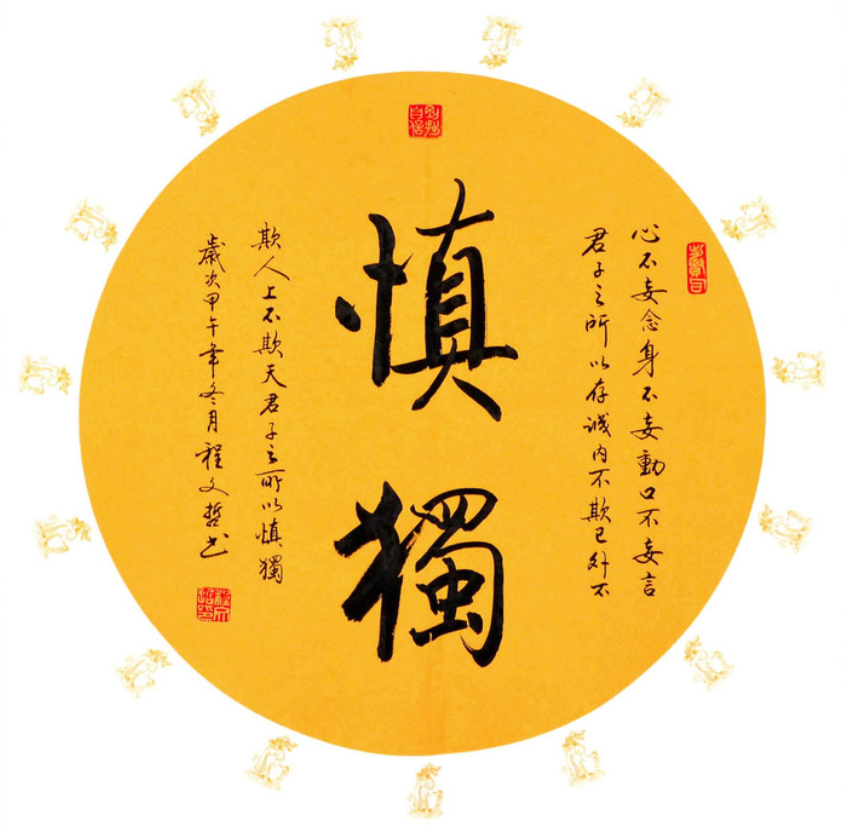 心不妄念身不妄動口不妄言
君子之所以存誠内不欺己外不
慎獨
欺人上不欺天君子之所以慎獨
歲次甲午年冬月程文哲书